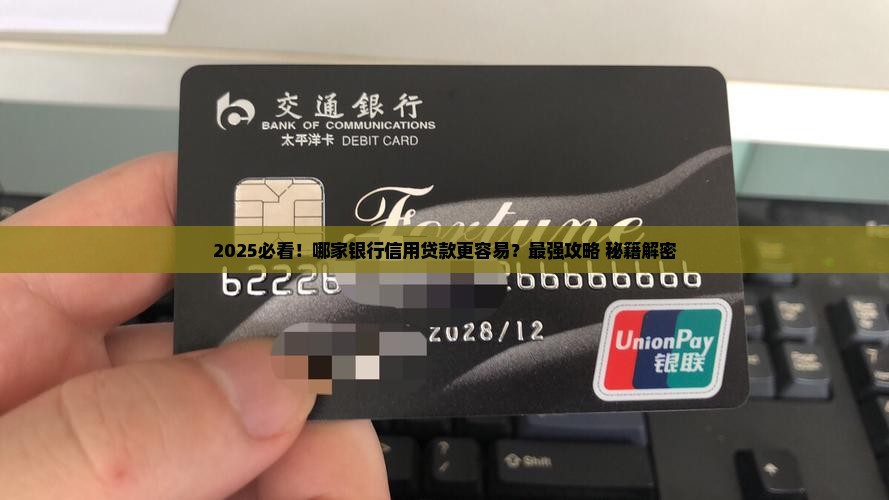 交通銀行
BANK OF COMMUNICATIONS
太平洋卡 DEBIT CARD
Fortune
2025必看！哪家银行信用贷款更容易？最强攻略 秘籍解密
2028/12
UnionPay
银联
Shift